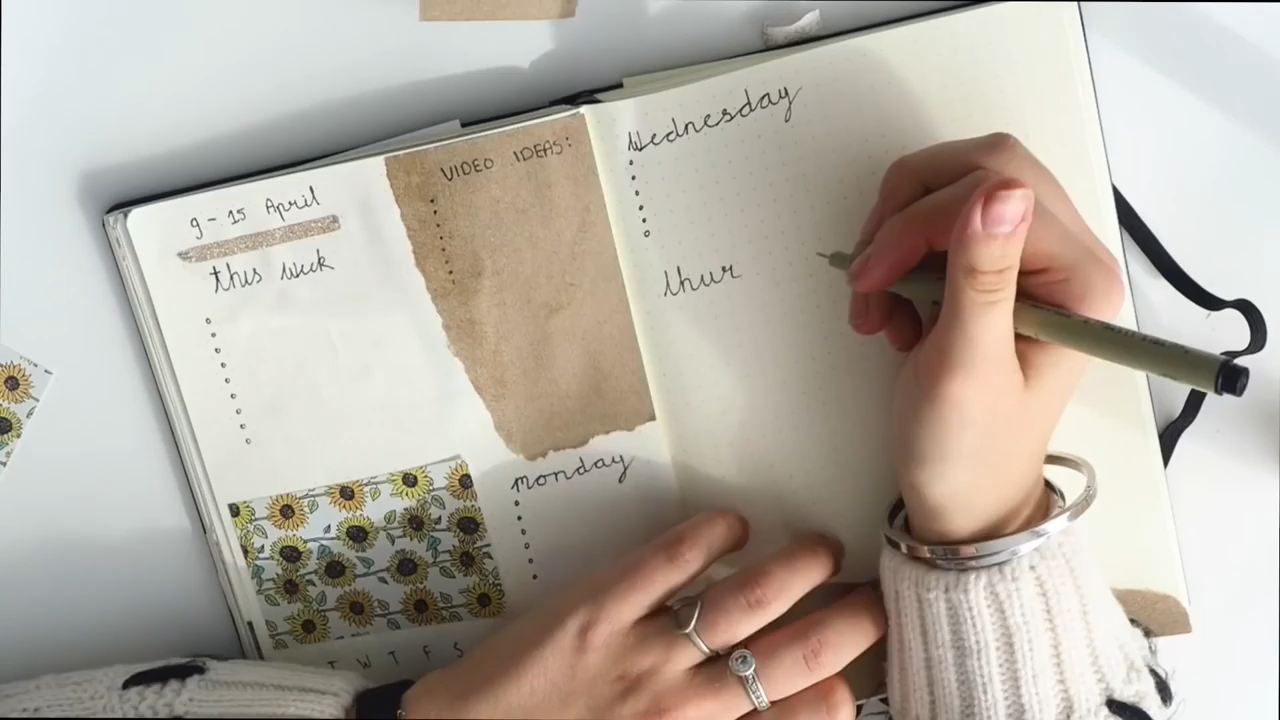 9 - 15 April
this week
VIDEO IDEAS:
monday
T W T F S
Wednesday
thur